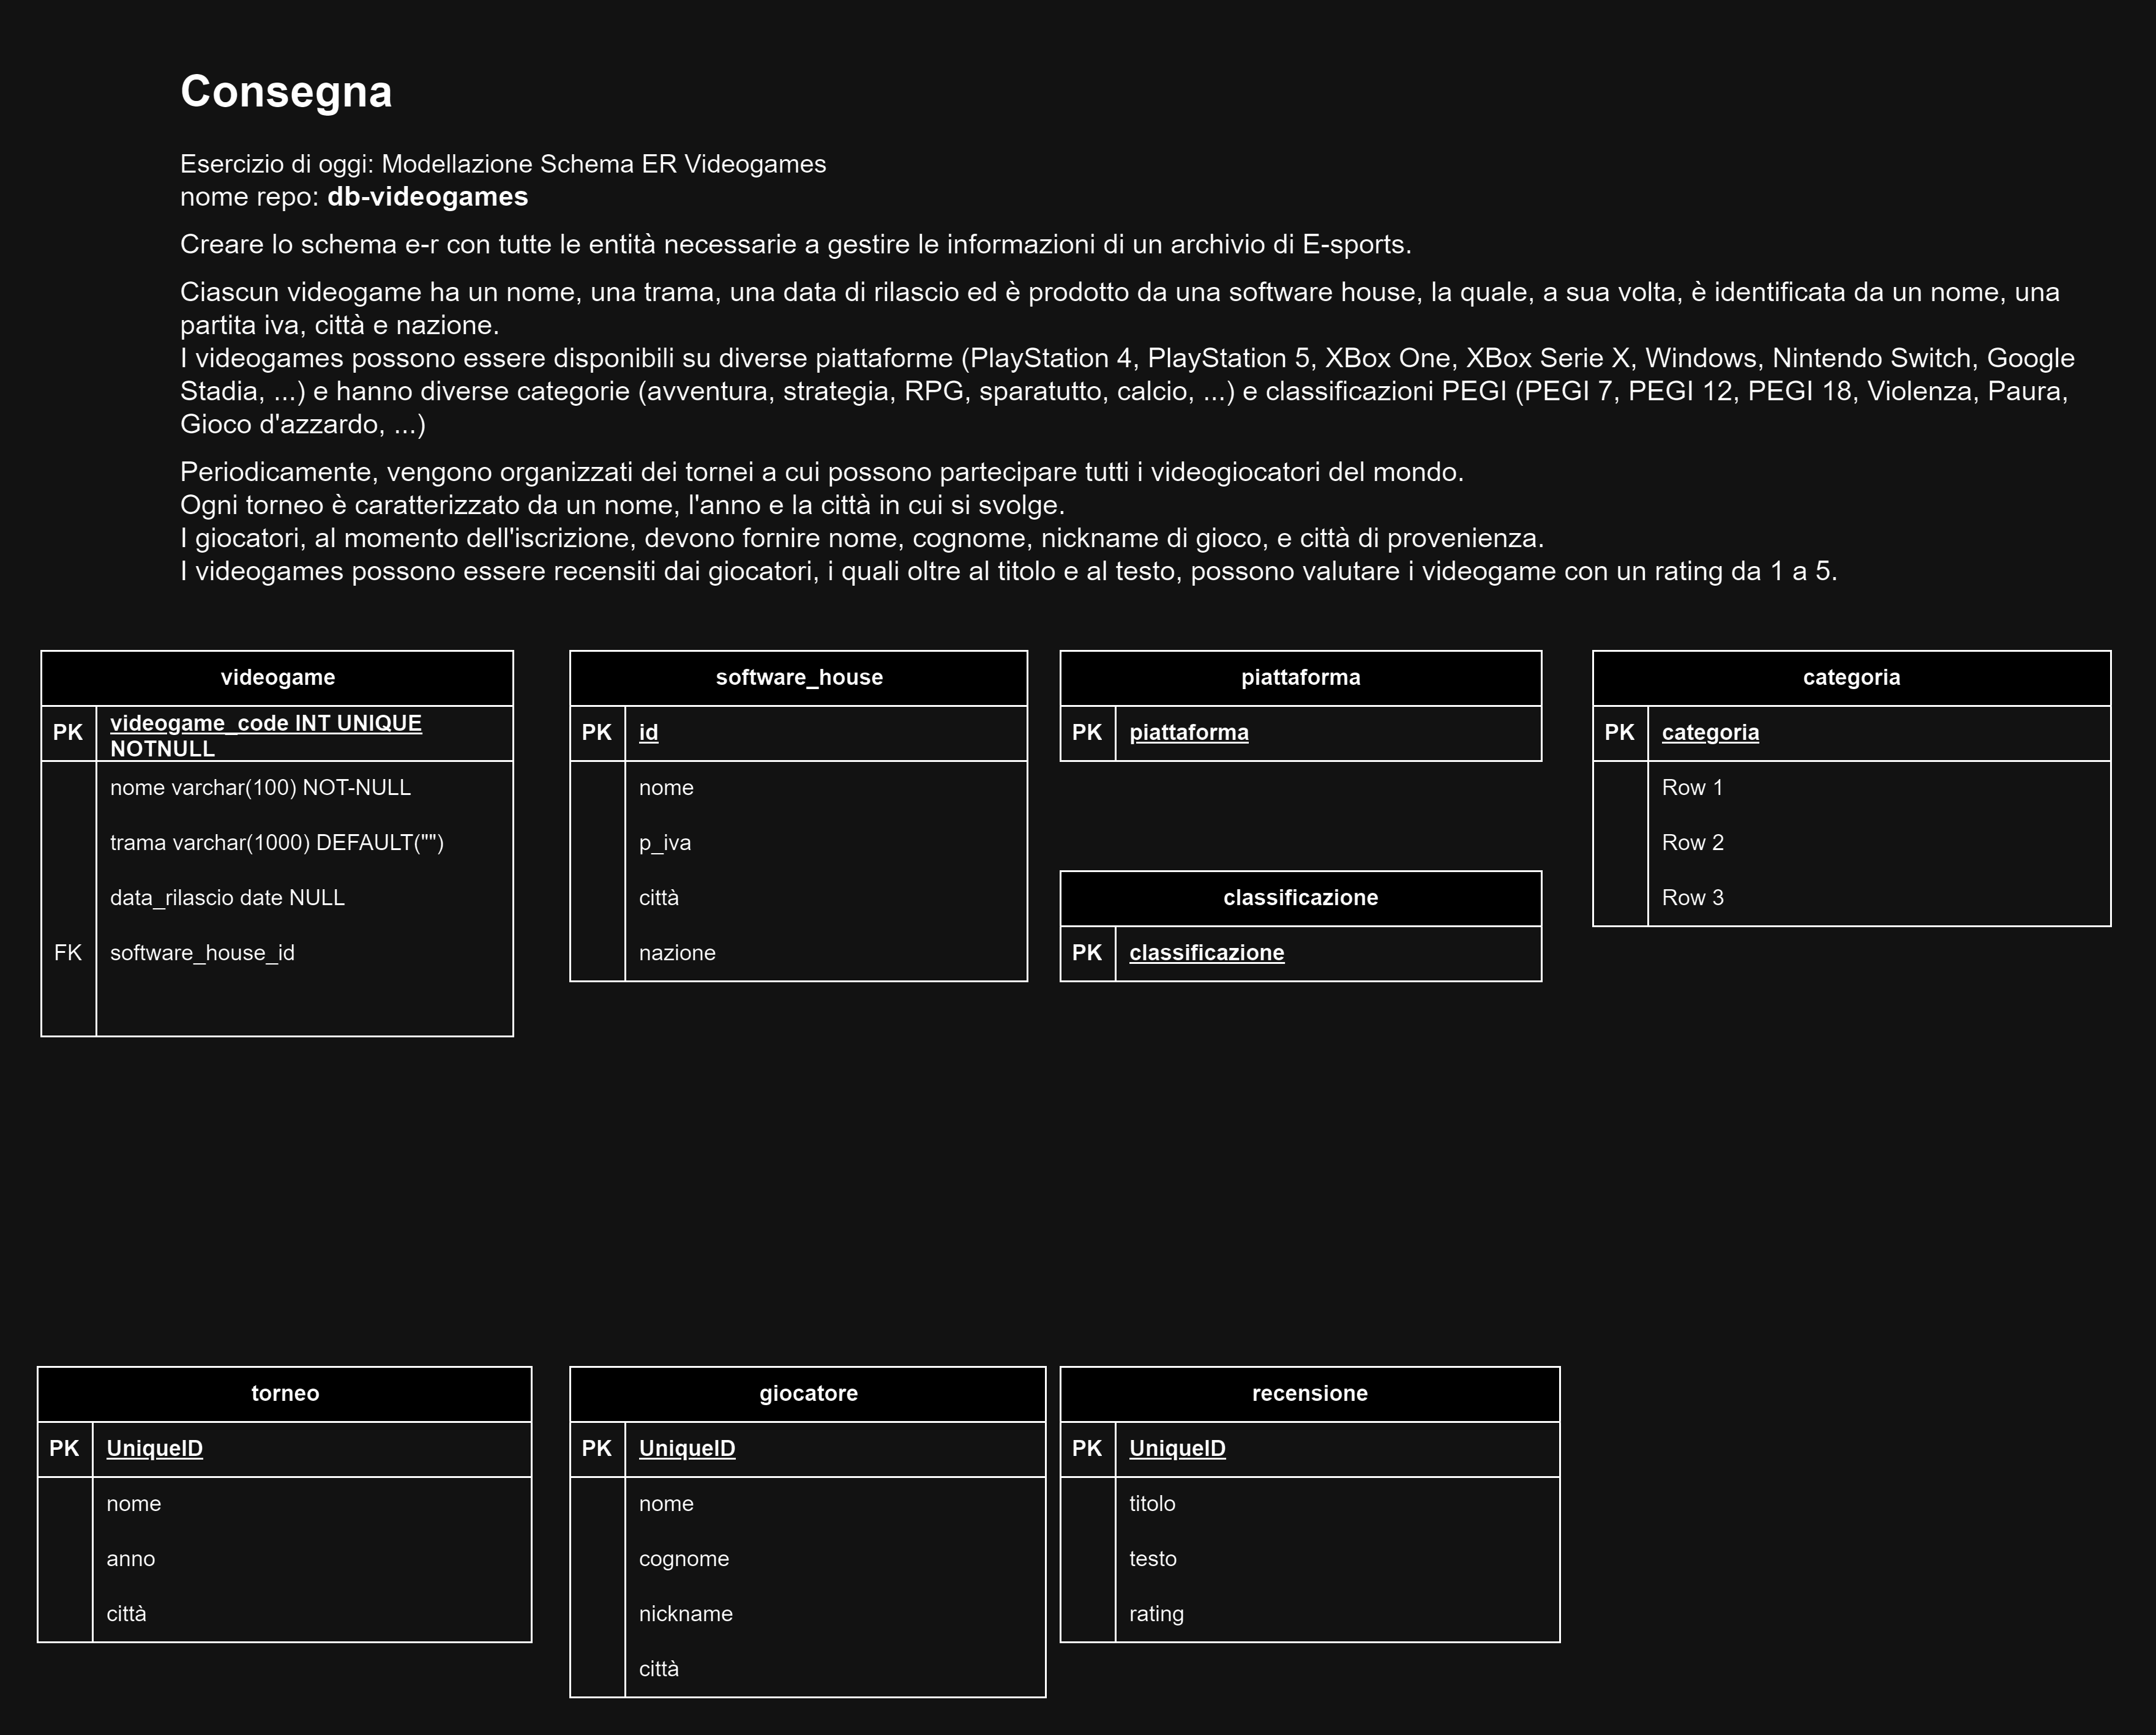 Consegna
Esercizio di oggi: Modellazione Schema ER Videogames
nome repo: db-videogames
Creare lo schema e-r con tutte le entità necessarie a gestire le informazioni di un archivio di E-sports.
Ciascun videogame ha un nome, una trama, una data di rilascio ed è prodotto da una software house, la quale, a sua volta, è identificata da un nome, una
partita iva, città e nazione.
I videogames possono essere disponibili su diverse piattaforme (PlayStation 4, PlayStation 5, XBox One, XBox Serie X, Windows, Nintendo Switch, Google
Stadia, ...) e hanno diverse categorie (avventura, strategia, RPG, sparatutto, calcio, ...) e classificazioni PEGI (PEGI 7, PEGI 12, PEGI 18, Violenza, Paura,
Gioco d'azzardo, ...)
Periodicamente, vengono organizzati dei tornei a cui possono partecipare tutti i videogiocatori del mondo.
Ogni torneo è caratterizzato da un nome, l'anno e la città in cui si svolge.
I giocatori, al momento dell'iscrizione, devono fornire nome, cognome, nickname di gioco, e città di provenienza.
I videogames possono essere recensiti dai giocatori, i quali oltre al titolo e al testo, possono valutare i videogame con un rating da 1 a 5.
videogame
PK videogame_code INT UNIQUE
NOTNULL
nome varchar(100) NOT-NULL
trama varchar(1000) DEFAULT("")
data_rilascio date NULL
FK software_house_id
software_house
PK id
nome
p_iva
città
nazione
piattaforma
PK piattaforma
classificazione
PK classificazione
categoria
PK categoria
Row 1
Row 2
Row 3
torneo
PK UniqueID
nome
anno
città
giocatore
PK UniqueID
nome
cognome
nickname
città
recensione
PK UniqueID
titolo
testo
rating